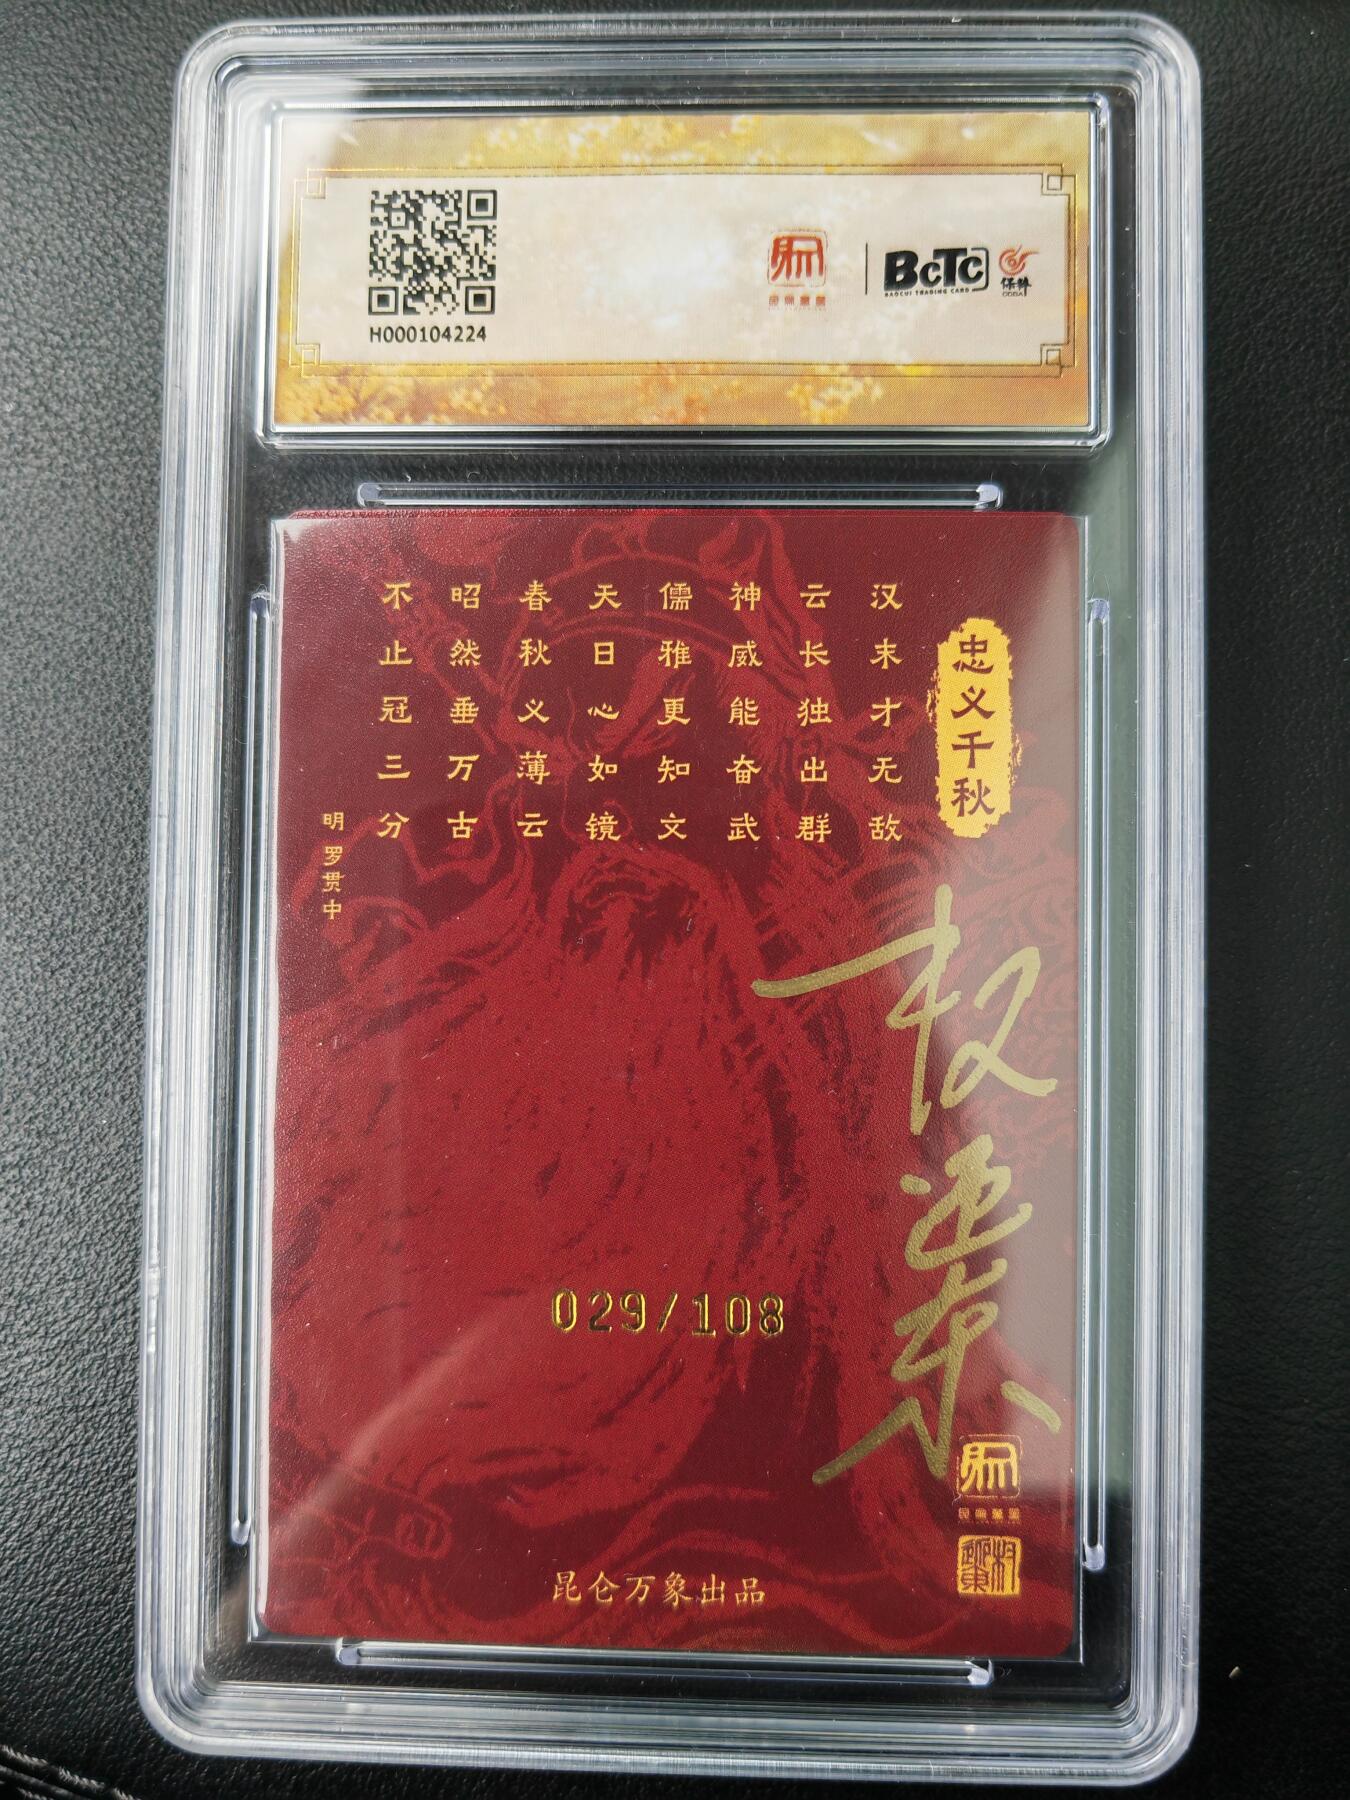 H000104224
BCTC
BAOCUI TRADING CARD
保粹
忠义千秋
汉末才无敌
云长独出群
神威能奋武
儒雅更知文
天日心如镜
春秋义薄云
昭然垂万古
不止冠三分
明 罗贯中
权迎东
029/108
昆仑万象出品